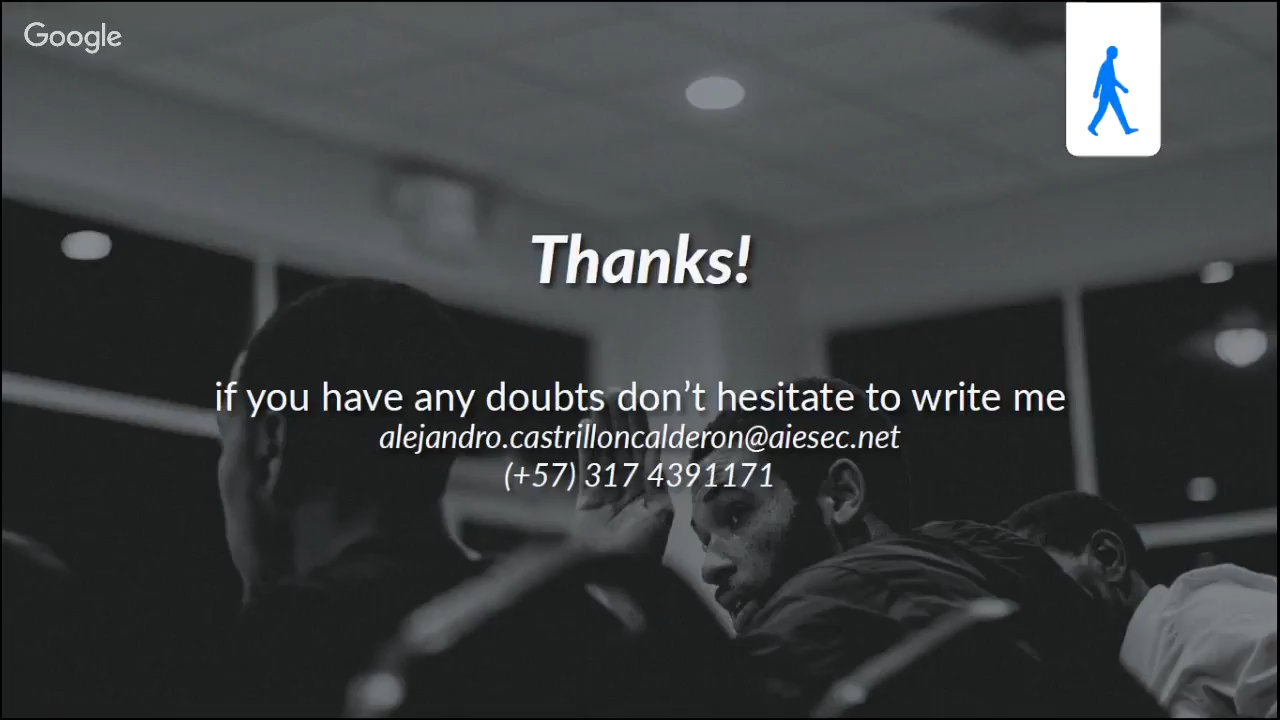 Google
Thanks!
if you have any doubts don’t hesitate to write me
alejandro.castrilloncalderon@aiesec.net
(+57) 317 4391171